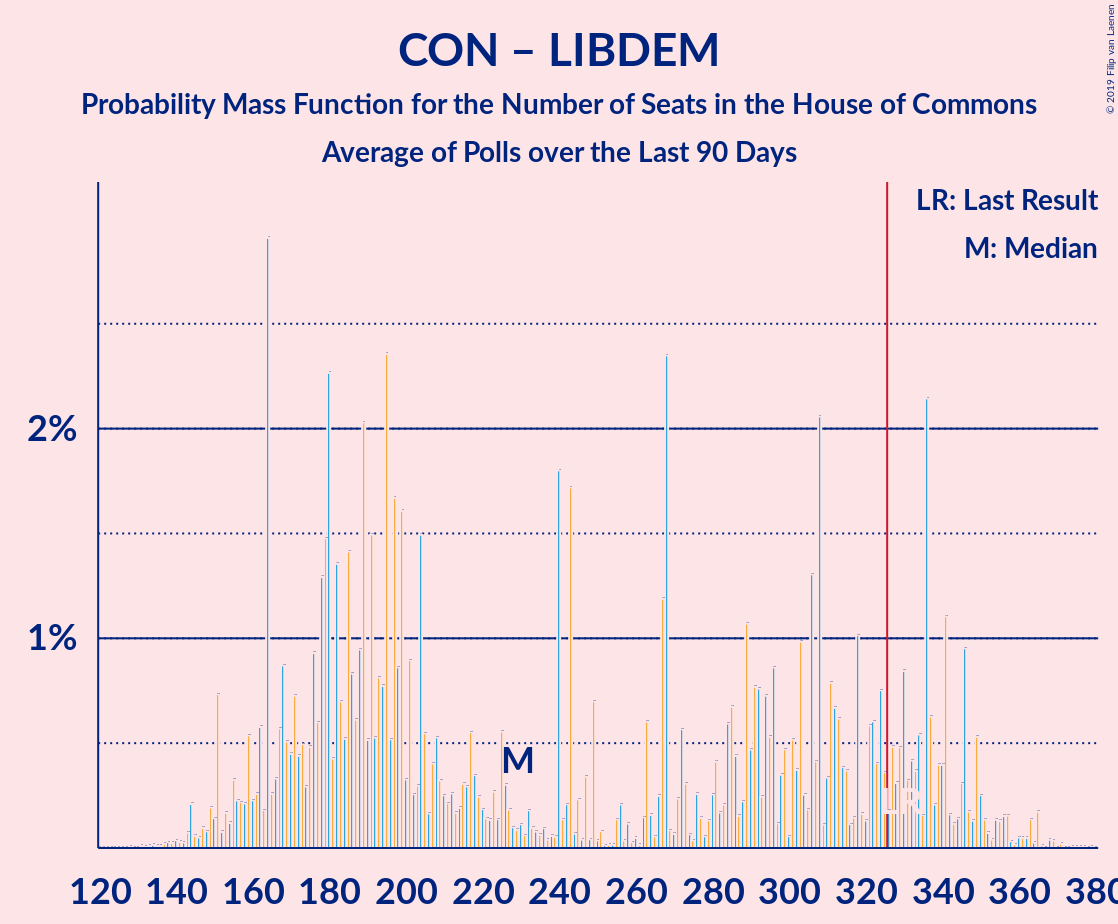 CON – LIBDEM
Probability Mass Function for the Number of Seats in the House of Commons
Average of Polls over the Last 90 Days
© 2019 Filip van Laenen
LR: Last Result
M: Median
2%
1%
M
LR
120 140 160 180 200 220 240 260 280 300 320 340 360 380